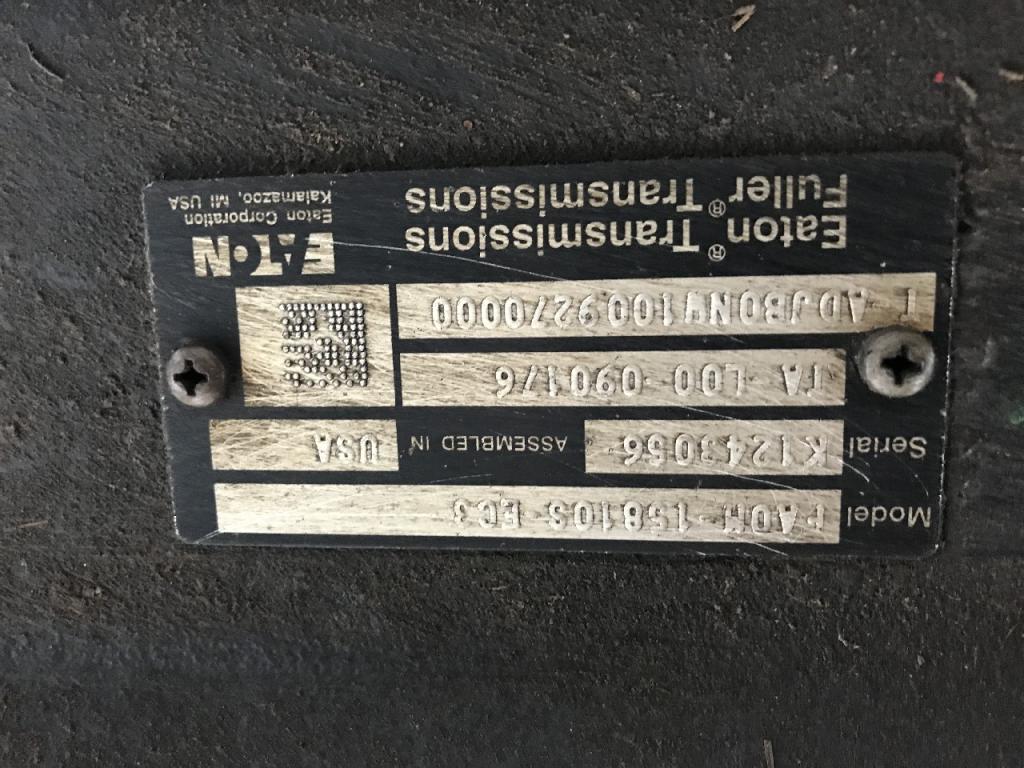 Model FAOM 15810S EC3
Serial K1243056 ASSEMBLED IN USA
TA L00 090176
T ADJBONW1009270000
Eaton® Transmissions
Fuller® Transmissions
EATON
Eaton Corporation
Kalamazoo, MI USA